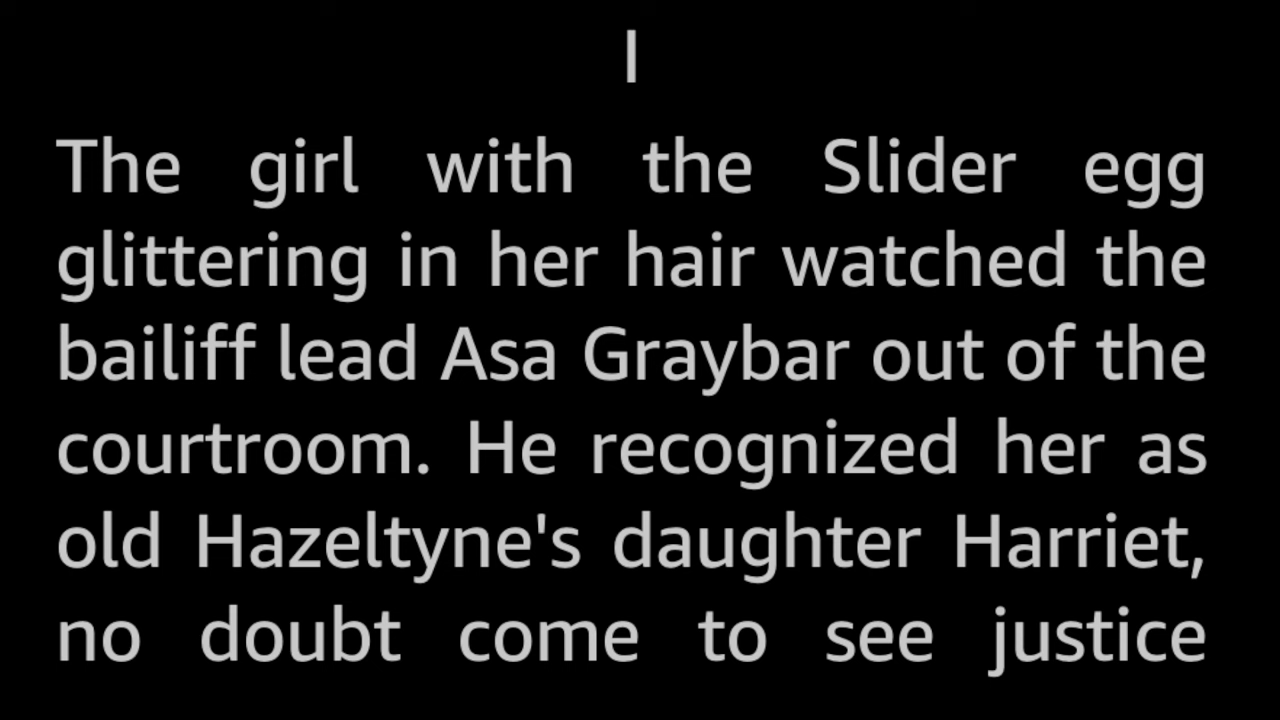 I
The girl with the Slider egg
glittering in her hair watched the
bailiff lead Asa Graybar out of the
courtroom. He recognized her as
old Hazeltyne's daughter Harriet,
no doubt come to see justice